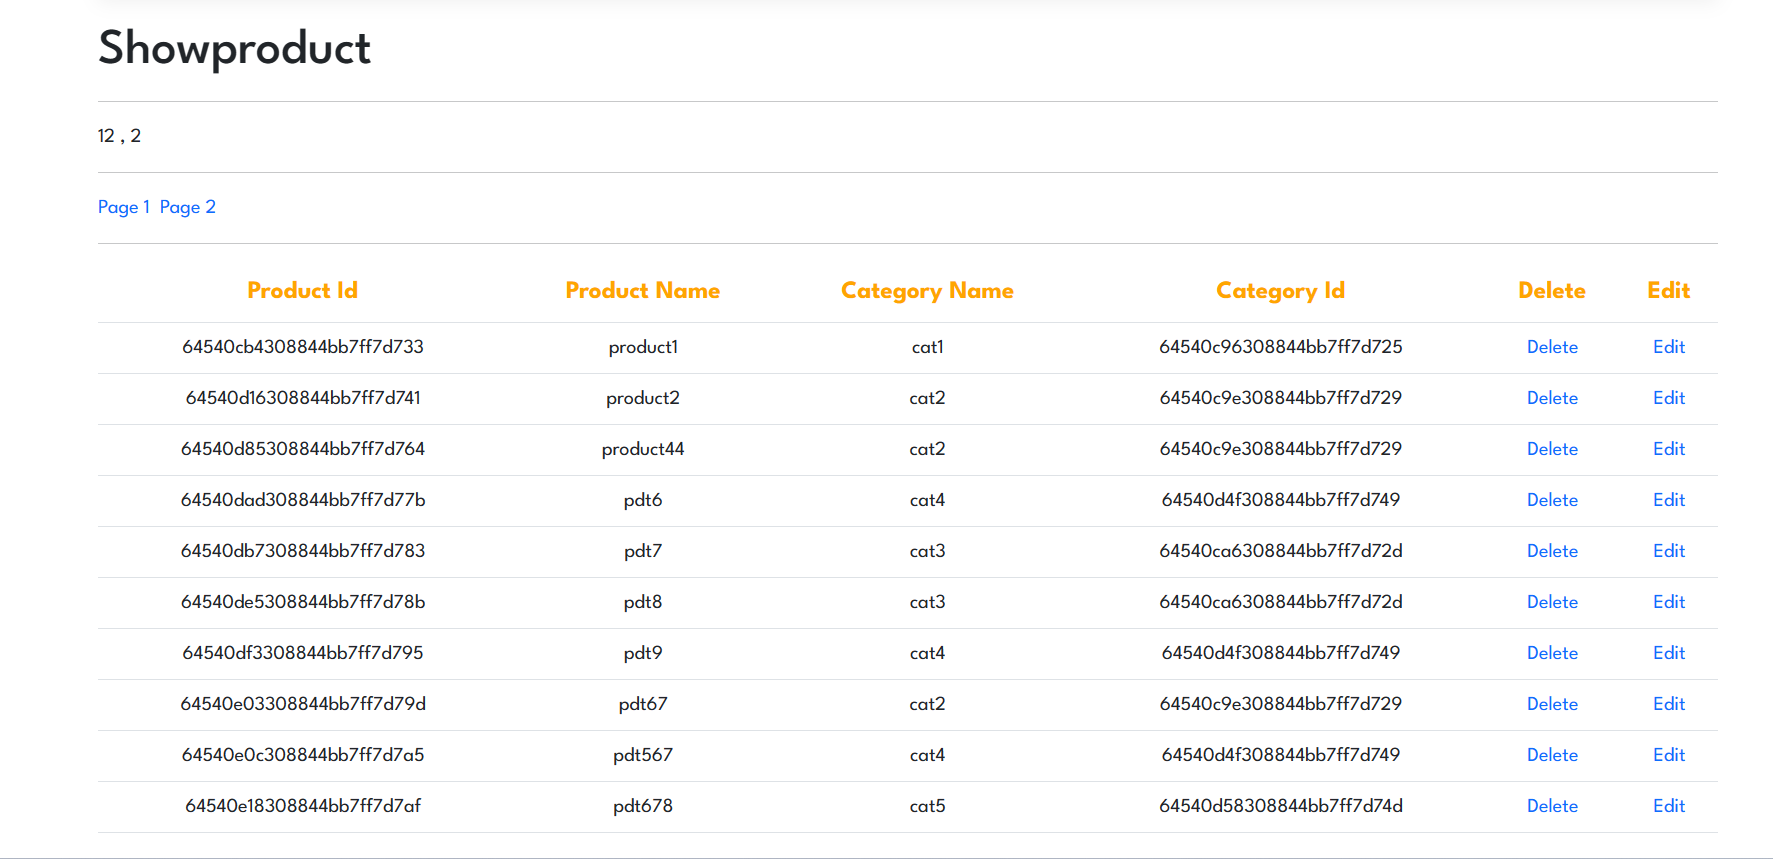 Showproduct
12 , 2
Page 1 Page 2
Product Id Product Name Category Name Category Id Delete Edit
64540cb4308844bb7ff7d733 product1 cat1 64540c96308844bb7ff7d725 Delete Edit
64540d16308844bb7ff7d741 product2 cat2 64540c9e308844bb7ff7d729 Delete Edit
64540d85308844bb7ff7d764 product44 cat2 64540c9e308844bb7ff7d729 Delete Edit
64540dad308844bb7ff7d77b pdt6 cat4 64540d4f308844bb7ff7d749 Delete Edit
64540db7308844bb7ff7d783 pdt7 cat3 64540ca6308844bb7ff7d72d Delete Edit
64540de5308844bb7ff7d78b pdt8 cat3 64540ca6308844bb7ff7d72d Delete Edit
64540df3308844bb7ff7d795 pdt9 cat4 64540d4f308844bb7ff7d749 Delete Edit
64540e03308844bb7ff7d79d pdt67 cat2 64540c9e308844bb7ff7d729 Delete Edit
64540e0c308844bb7ff7d7a5 pdt567 cat4 64540d4f308844bb7ff7d749 Delete Edit
64540e18308844bb7ff7d7af pdt678 cat5 64540d58308844bb7ff7d74d Delete Edit